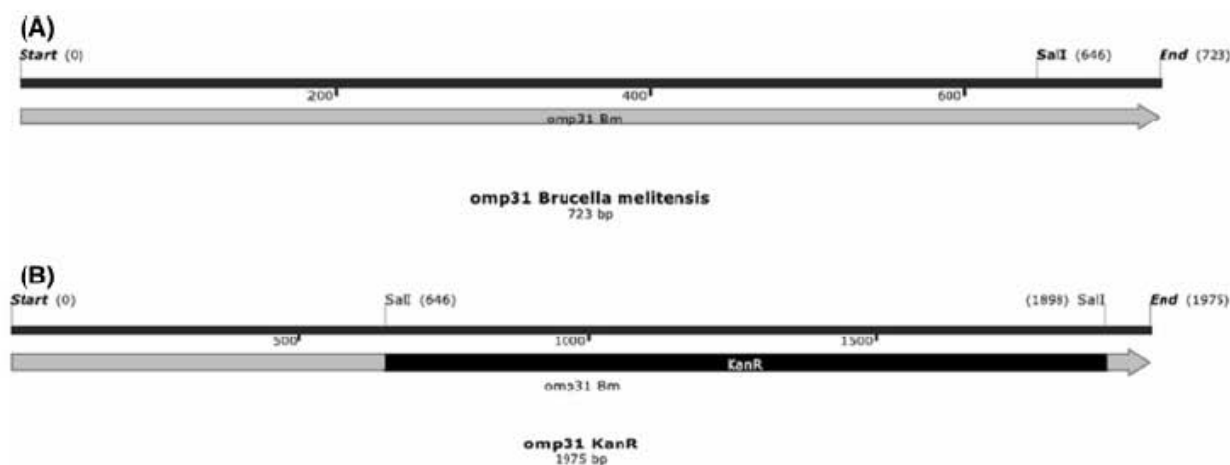 (A)
Start (0) SalI (646) End (723)
200 400 600
omp31 Bm
omp31 Brucella melitensis
723 bp
(B)
Start (0) SalI (646) (1898) SalI End (1975)
500 1000 1500
KanR
omp31 Bm
omp31 KanR
1975 bp